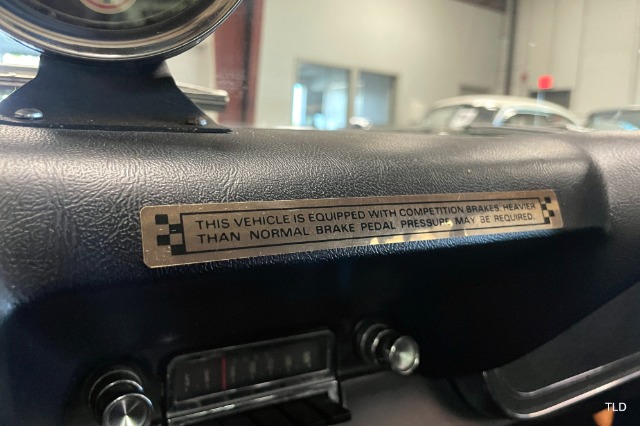 THIS VEHICLE IS EQUIPPED WITH COMPETITION BRAKES HEAVIER
THAN NORMAL BRAKE PEDAL PRESSURE MAY BE REQUIRED.
TLD